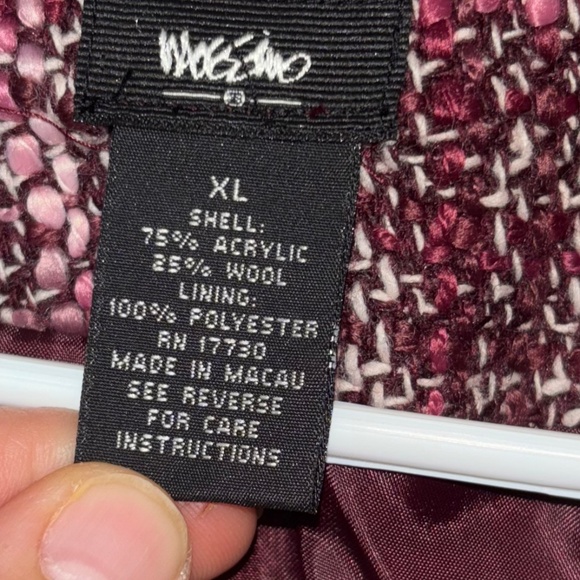 mossimo
XL
SHELL:
75% ACRYLIC
25% WOOL
LINING:
100% POLYESTER
RN 17730
MADE IN MACAU
SEE REVERSE
FOR CARE
INSTRUCTIONS